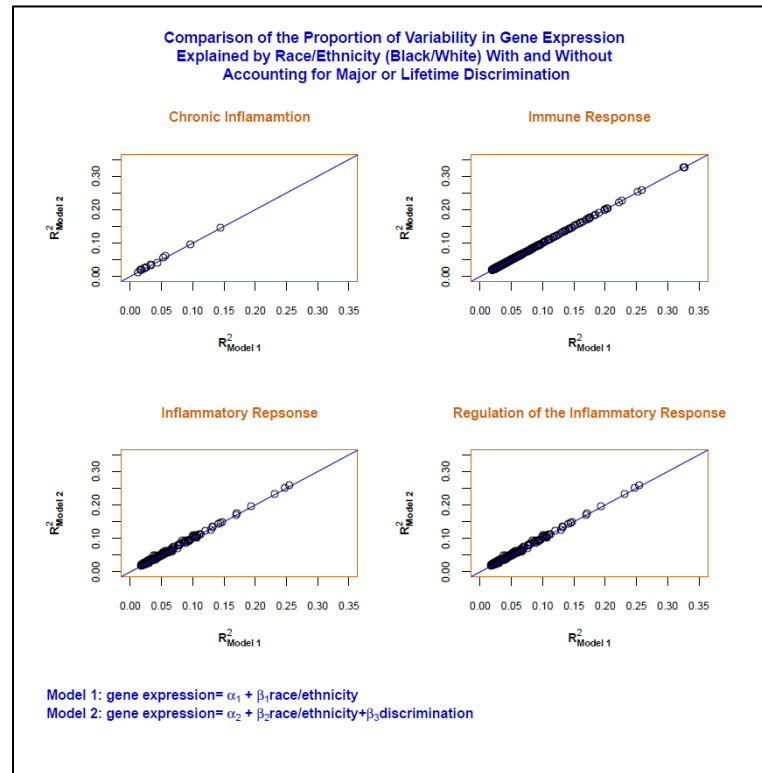 Comparison of the Proportion of Variability in Gene Expression
Explained by Race/Ethnicity (Black/White) With and Without
Accounting for Major or Lifetime Discrimination
Chronic Inflamamtion
R²Model 2
0.00 0.10 0.20 0.30
0.00 0.05 0.10 0.15 0.20 0.25 0.30 0.35
R²Model 1
Immune Response
R²Model 2
0.00 0.10 0.20 0.30
0.00 0.05 0.10 0.15 0.20 0.25 0.30 0.35
R²Model 1
Inflammatory Repsonse
R²Model 2
0.00 0.10 0.20 0.30
0.00 0.05 0.10 0.15 0.20 0.25 0.30 0.35
R²Model 1
Regulation of the Inflammatory Response
R²Model 2
0.00 0.10 0.20 0.30
0.00 0.05 0.10 0.15 0.20 0.25 0.30 0.35
R²Model 1
Model 1: gene expression= α₁ + β₁race/ethnicity
Model 2: gene expression= α₂ + β₂race/ethnicity+β₃discrimination